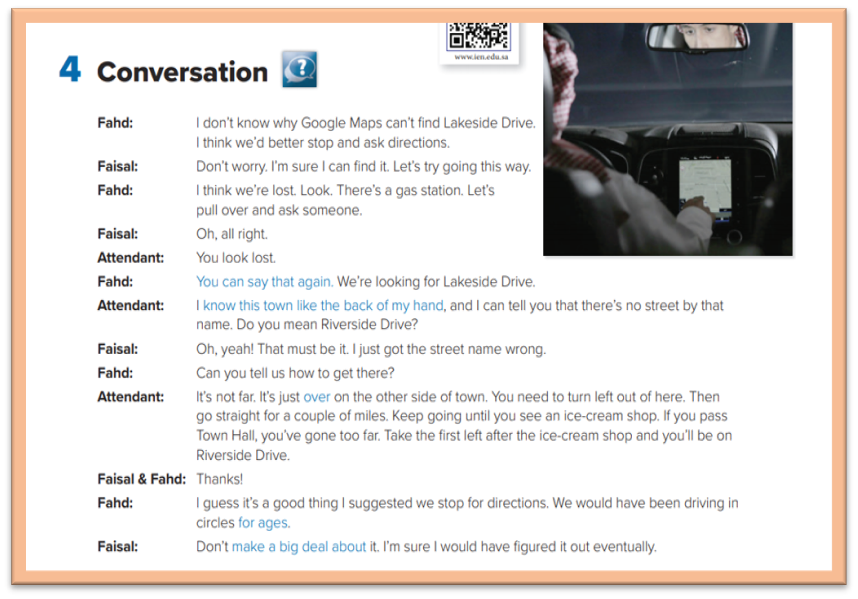 www.ien.edu.sa
4 Conversation
Fahd: I don't know why Google Maps can't find Lakeside Drive.
I think we'd better stop and ask directions.
Faisal: Don't worry. I'm sure I can find it. Let's try going this way.
Fahd: I think we're lost. Look. There's a gas station. Let's
pull over and ask someone.
Faisal: Oh, all right.
Attendant: You look lost.
Fahd: You can say that again. We're looking for Lakeside Drive.
Attendant: I know this town like the back of my hand, and I can tell you that there's no street by that
name. Do you mean Riverside Drive?
Faisal: Oh, yeah! That must be it. I just got the street name wrong.
Fahd: Can you tell us how to get there?
Attendant: It's not far. It's just over on the other side of town. You need to turn left out of here. Then
go straight for a couple of miles. Keep going until you see an ice-cream shop. If you pass
Town Hall, you've gone too far. Take the first left after the ice-cream shop and you'll be on
Riverside Drive.
Faisal & Fahd: Thanks!
Fahd: I guess it's a good thing I suggested we stop for directions. We would have been driving in
circles for ages.
Faisal: Don't make a big deal about it. I'm sure I would have figured it out eventually.